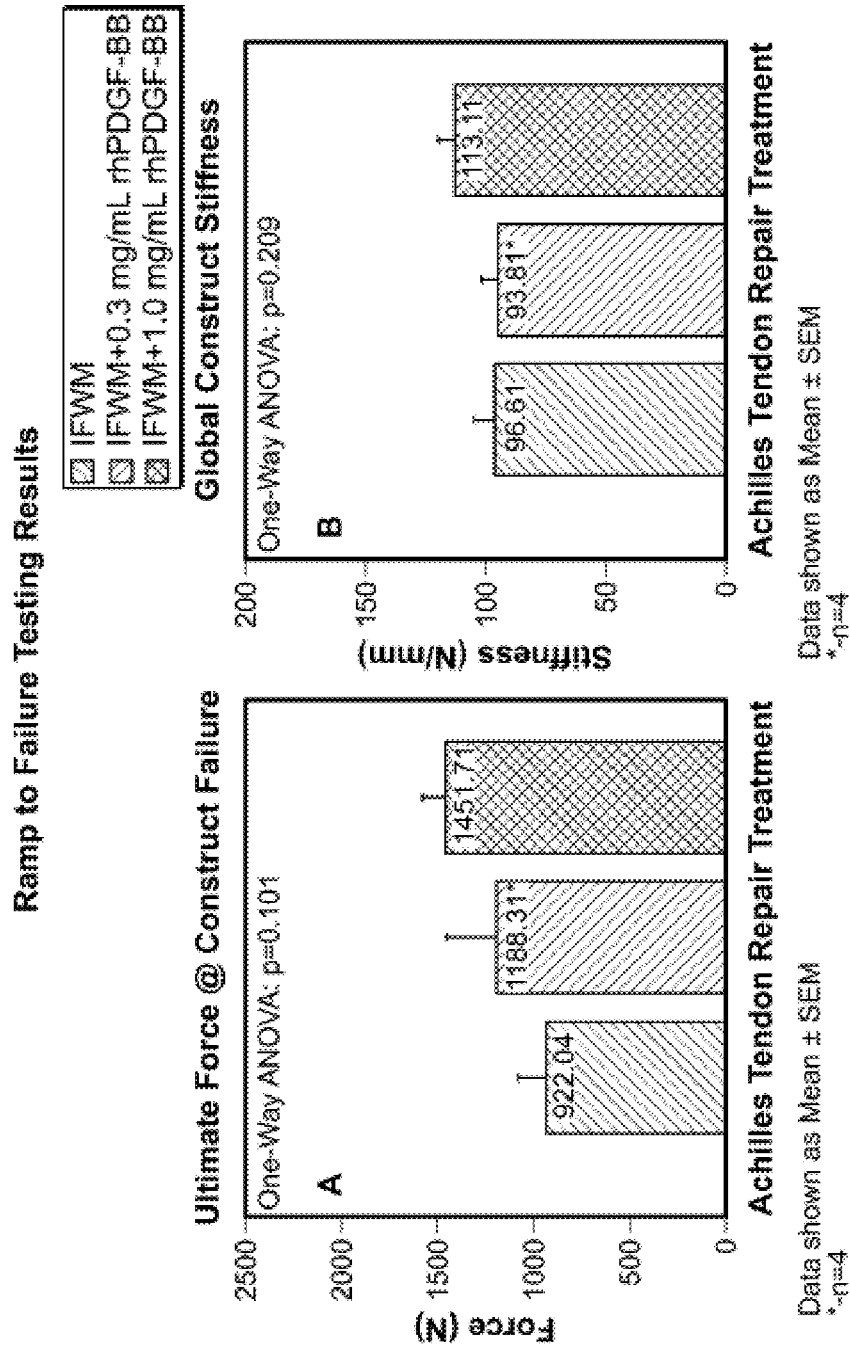 Ramp to Failure Testing Results
IFWM
IFWM+0.3 mg/mL rhPDGF-BB
IFWM+1.0 mg/mL rhPDGF-BB
Ultimate Force @ Construct Failure
One-Way ANOVA: p=0.101
A
Force (N)
2500
2000
1500
1000
500
0
922.04
1188.31*
1451.71
Achilles Tendon Repair Treatment
Data shown as Mean ± SEM
*-n=4
Global Construct Stiffness
One-Way ANOVA: p=0.209
B
Stiffness (N/mm)
200
150
100
50
0
96.61
93.81*
113.11
Achilles Tendon Repair Treatment
Data shown as Mean ± SEM
*-n=4